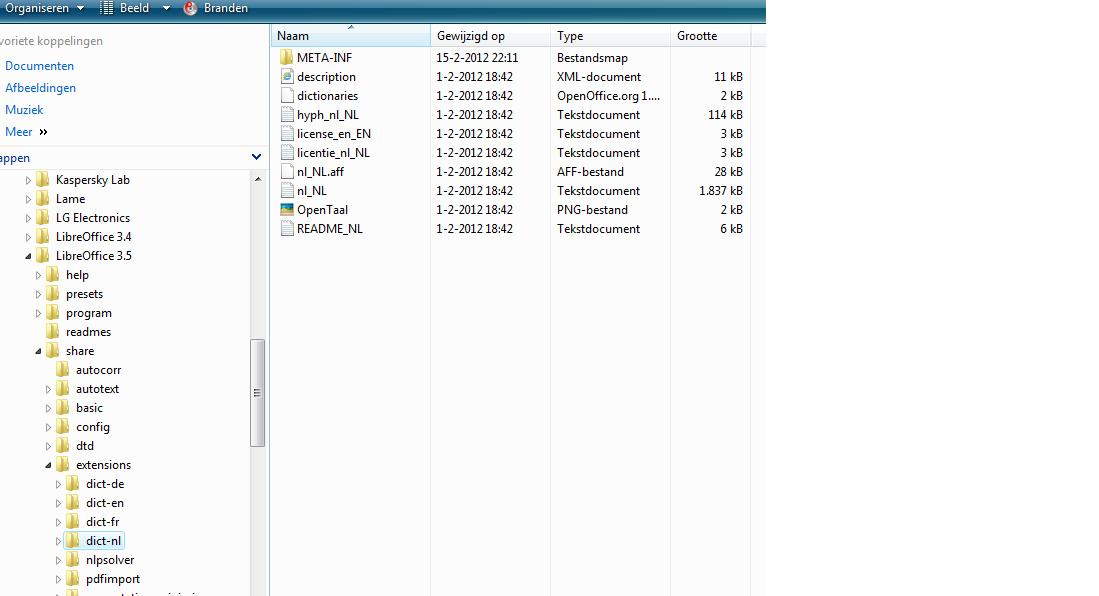 Organiseren Beeld Branden
voriete koppelingen
Documenten
Afbeeldingen
Muziek
Meer »
appen
Kaspersky Lab
Lame
LG Electronics
LibreOffice 3.4
LibreOffice 3.5
help
presets
program
readmes
share
autocorr
autotext
basic
config
dtd
extensions
dict-de
dict-en
dict-fr
dict-nl
nlpsolver
pdfimport
Naam Gewijzigd op Type Grootte
META-INF 15-2-2012 22:11 Bestandsmap
description 1-2-2012 18:42 XML-document 11 kB
dictionaries 1-2-2012 18:42 OpenOffice.org 1.... 2 kB
hyph_nl_NL 1-2-2012 18:42 Tekstdocument 114 kB
license_en_EN 1-2-2012 18:42 Tekstdocument 3 kB
licentie_nl_NL 1-2-2012 18:42 Tekstdocument 3 kB
nl_NL.aff 1-2-2012 18:42 AFF-bestand 28 kB
nl_NL 1-2-2012 18:42 Tekstdocument 1.837 kB
OpenTaal 1-2-2012 18:42 PNG-bestand 2 kB
README_NL 1-2-2012 18:42 Tekstdocument 6 kB